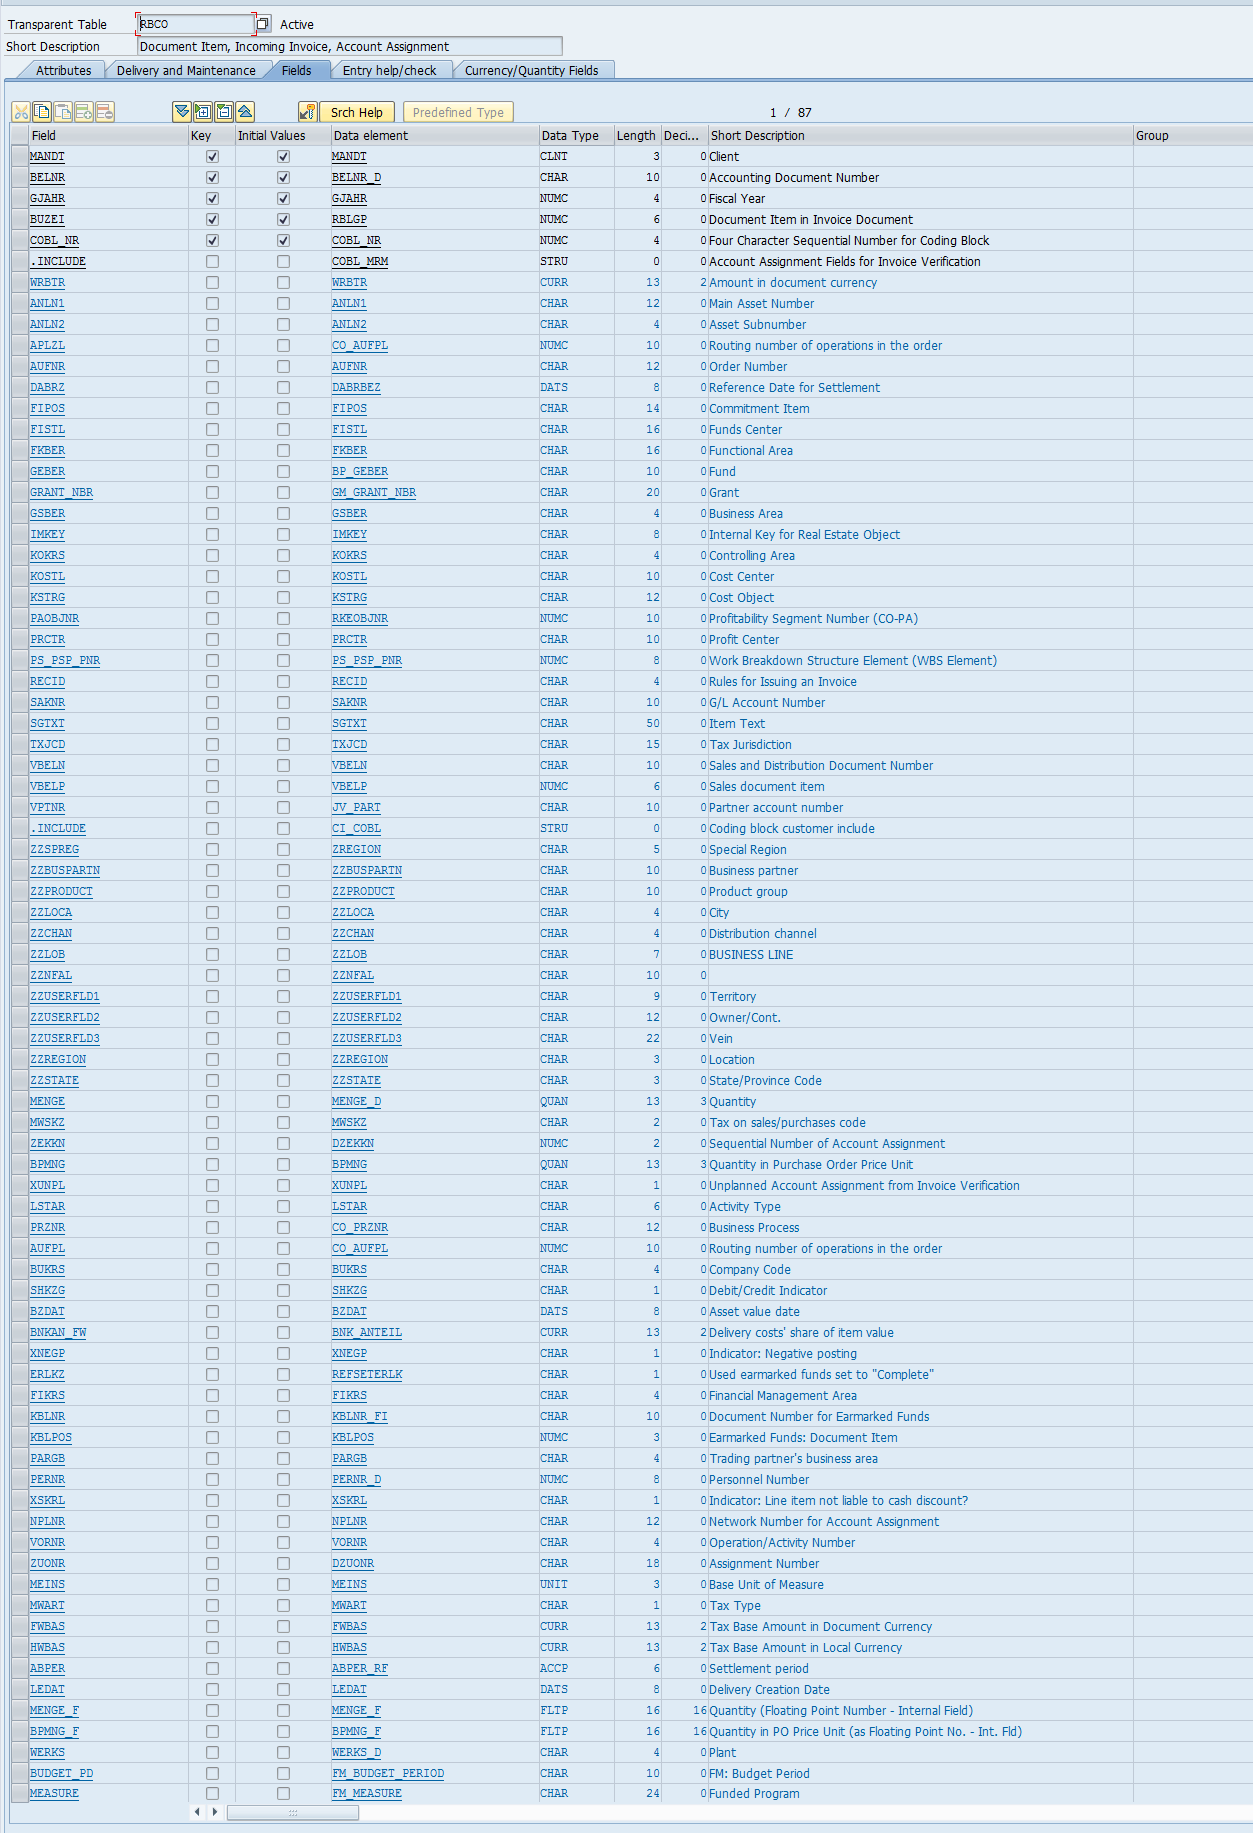 Transparent Table RBCO Active
Short Description Document Item, Incoming Invoice, Account Assignment
Attributes Delivery and Maintenance Fields Entry help/check Currency/Quantity Fields
Srch Help Predefined Type 1 / 87
Field Key Initial Values Data element Data Type Length Deci... Short Description Group
MANDT MANDT CLNT 3 0 Client
BELNR BELNR_D CHAR 10 0 Accounting Document Number
GJAHR GJAHR NUMC 4 0 Fiscal Year
BUZEI RBLGP NUMC 6 0 Document Item in Invoice Document
COBL_NR COBL_NR NUMC 4 0 Four Character Sequential Number for Coding Block
.INCLUDE COBL_MRM STRU 0 0 Account Assignment Fields for Invoice Verification
WRBTR WRBTR CURR 13 2 Amount in document currency
ANLN1 ANLN1 CHAR 12 0 Main Asset Number
ANLN2 ANLN2 CHAR 4 0 Asset Subnumber
APLZL CO_AUFPL NUMC 10 0 Routing number of operations in the order
AUFNR AUFNR CHAR 12 0 Order Number
DABRZ DABRBEZ DATS 8 0 Reference Date for Settlement
FIPOS FIPOS CHAR 14 0 Commitment Item
FISTL FISTL CHAR 16 0 Funds Center
FKBER FKBER CHAR 16 0 Functional Area
GEBER BP_GEBER CHAR 10 0 Fund
GRANT_NBR GM_GRANT_NBR CHAR 20 0 Grant
GSBER GSBER CHAR 4 0 Business Area
IMKEY IMKEY CHAR 8 0 Internal Key for Real Estate Object
KOKRS KOKRS CHAR 4 0 Controlling Area
KOSTL KOSTL CHAR 10 0 Cost Center
KSTRG KSTRG CHAR 12 0 Cost Object
PAOBJNR RKEOBJNR NUMC 10 0 Profitability Segment Number (CO-PA)
PRCTR PRCTR CHAR 10 0 Profit Center
PS_PSP_PNR PS_PSP_PNR NUMC 8 0 Work Breakdown Structure Element (WBS Element)
RECID RECID CHAR 4 0 Rules for Issuing an Invoice
SAKNR SAKNR CHAR 10 0 G/L Account Number
SGTXT SGTXT CHAR 50 0 Item Text
TXJCD TXJCD CHAR 15 0 Tax Jurisdiction
VBELN VBELN CHAR 10 0 Sales and Distribution Document Number
VBELP VBELP NUMC 6 0 Sales document item
VPTNR JV_PART CHAR 10 0 Partner account number
.INCLUDE CI_COBL STRU 0 0 Coding block customer include
ZZSPREG ZREGION CHAR 5 0 Special Region
ZZBUSPARTN ZZBUSPARTN CHAR 10 0 Business partner
ZZPRODUCT ZZPRODUCT CHAR 10 0 Product group
ZZLOCA ZZLOCA CHAR 4 0 City
ZZCHAN ZZCHAN CHAR 4 0 Distribution channel
ZZLOB ZZLOB CHAR 7 0 BUSINESS LINE
ZZNFAL ZZNFAL CHAR 10 0
ZZUSERFLD1 ZZUSERFLD1 CHAR 9 0 Territory
ZZUSERFLD2 ZZUSERFLD2 CHAR 12 0 Owner/Cont.
ZZUSERFLD3 ZZUSERFLD3 CHAR 22 0 Vein
ZZREGION ZZREGION CHAR 3 0 Location
ZZSTATE ZZSTATE CHAR 3 0 State/Province Code
MENGE MENGE_D QUAN 13 3 Quantity
MWSKZ MWSKZ CHAR 2 0 Tax on sales/purchases code
ZEKKN DZEKKN NUMC 2 0 Sequential Number of Account Assignment
BPMNG BPMNG QUAN 13 3 Quantity in Purchase Order Price Unit
XUNPL XUNPL CHAR 1 0 Unplanned Account Assignment from Invoice Verification
LSTAR LSTAR CHAR 6 0 Activity Type
PRZNR CO_PRZNR CHAR 12 0 Business Process
AUFPL CO_AUFPL NUMC 10 0 Routing number of operations in the order
BUKRS BUKRS CHAR 4 0 Company Code
SHKZG SHKZG CHAR 1 0 Debit/Credit Indicator
BZDAT BZDAT DATS 8 0 Asset value date
BNKAN_FW BNK_ANTEIL CURR 13 2 Delivery costs' share of item value
XNEGP XNEGP CHAR 1 0 Indicator: Negative posting
ERLKZ REFSETERLK CHAR 1 0 Used earmarked funds set to "Complete"
FIKRS FIKRS CHAR 4 0 Financial Management Area
KBLNR KBLNR_FI CHAR 10 0 Document Number for Earmarked Funds
KBLPOS KBLPOS NUMC 3 0 Earmarked Funds: Document Item
PARGB PARGB CHAR 4 0 Trading partner's business area
PERNR PERNR_D NUMC 8 0 Personnel Number
XSKRL XSKRL CHAR 1 0 Indicator: Line item not liable to cash discount?
NPLNR NPLNR CHAR 12 0 Network Number for Account Assignment
VORNR VORNR CHAR 4 0 Operation/Activity Number
ZUONR DZUONR CHAR 18 0 Assignment Number
MEINS MEINS UNIT 3 0 Base Unit of Measure
MWART MWART CHAR 1 0 Tax Type
FWBAS FWBAS CURR 13 2 Tax Base Amount in Document Currency
HWBAS HWBAS CURR 13 2 Tax Base Amount in Local Currency
ABPER ABPER_RF ACCP 6 0 Settlement period
LEDAT LEDAT DATS 8 0 Delivery Creation Date
MENGE_F MENGE_F FLTP 16 16 Quantity (Floating Point Number - Internal Field)
BPMNG_F BPMNG_F FLTP 16 16 Quantity in PO Price Unit (as Floating Point No. - Int. Fld)
WERKS WERKS_D CHAR 4 0 Plant
BUDGET_PD FM_BUDGET_PERIOD CHAR 10 0 FM: Budget Period
MEASURE FM_MEASURE CHAR 24 0 Funded Program